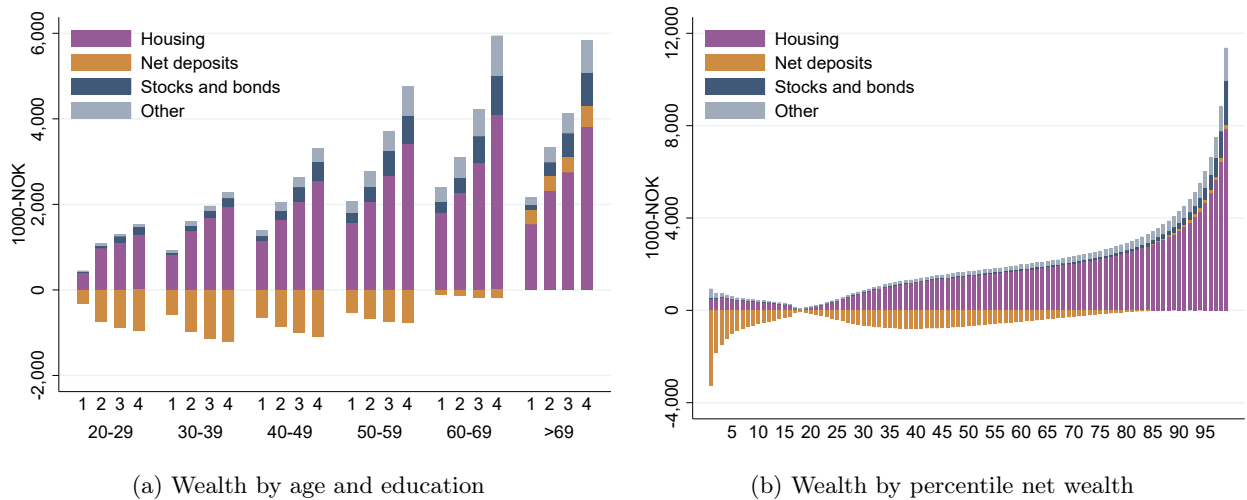 6,000
4,000
2,000
0
-2,000
1000-NOK
Housing
Net deposits
Stocks and bonds
Other
1 2 3 4 1 2 3 4 1 2 3 4 1 2 3 4 1 2 3 4 1 2 3 4
20-29 30-39 40-49 50-59 60-69 >69
(a) Wealth by age and education
12,000
8,000
4,000
0
-4,000
1000-NOK
Housing
Net deposits
Stocks and bonds
Other
5 10 15 20 25 30 35 40 45 50 55 60 65 70 75 80 85 90 95
(b) Wealth by percentile net wealth